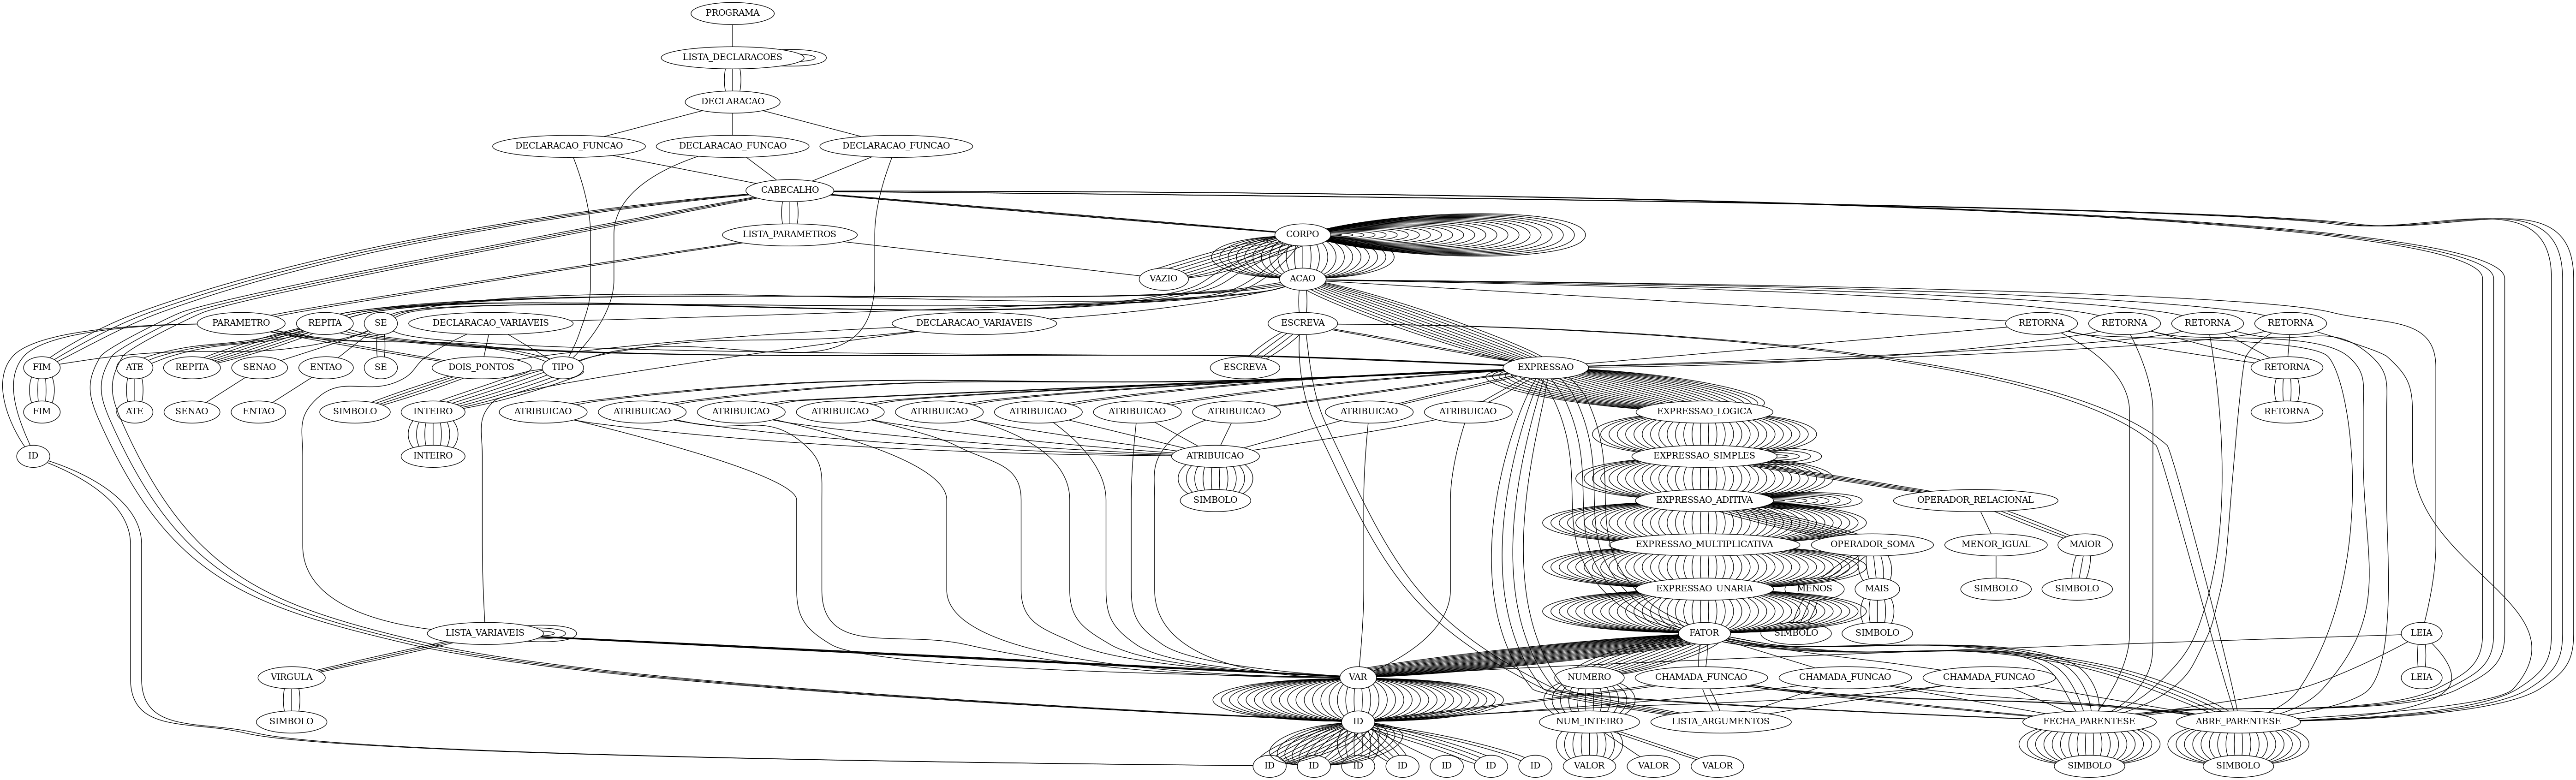 PROGRAMA
LISTA_DECLARACOES
DECLARACAO
DECLARACAO_FUNCAO DECLARACAO_FUNCAO DECLARACAO_FUNCAO
CABECALHO
LISTA_PARAMETROS CORPO
VAZIO ACAO
PARAMETRO REPITA SE DECLARACAO_VARIAVEIS DECLARACAO_VARIAVEIS ESCREVA RETORNA RETORNA RETORNA RETORNA
FIM ATE REPITA SENAO ENTAO SE DOIS_PONTOS TIPO ESCREVA EXPRESSAO RETORNA
FIM ATE SENAO ENTAO SIMBOLO INTEIRO ATRIBUICAO ATRIBUICAO ATRIBUICAO ATRIBUICAO ATRIBUICAO ATRIBUICAO ATRIBUICAO ATRIBUICAO ATRIBUICAO ATRIBUICAO EXPRESSAO_LOGICA RETORNA
ID INTEIRO ATRIBUICAO EXPRESSAO_SIMPLES
SIMBOLO EXPRESSAO_ADITIVA OPERADOR_RELACIONAL
EXPRESSAO_MULTIPLICATIVA OPERADOR_SOMA MENOR_IGUAL MAIOR
EXPRESSAO_UNARIA MENOS MAIS SIMBOLO SIMBOLO
LISTA_VARIAVEIS FATOR SIMBOLO SIMBOLO LEIA
VIRGULA VAR NUMERO CHAMADA_FUNCAO CHAMADA_FUNCAO CHAMADA_FUNCAO LEIA
SIMBOLO ID NUM_INTEIRO LISTA_ARGUMENTOS FECHA_PARENTESE ABRE_PARENTESE
ID ID ID ID ID ID ID VALOR VALOR VALOR SIMBOLO SIMBOLO